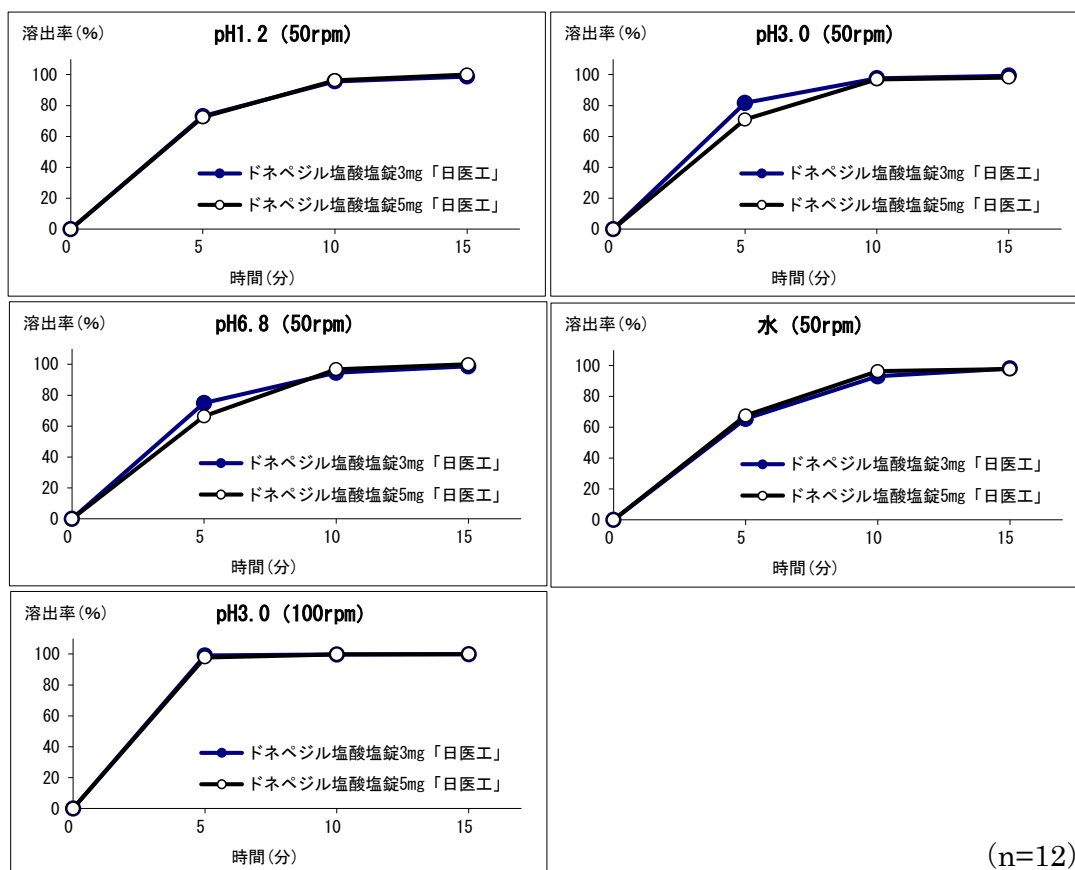 溶出率(%)
pH1.2 (50rpm)
100
80
60
40
20
0
ドネペジル塩酸塩錠3mg「日医工」
ドネペジル塩酸塩錠5mg「日医工」
0 5 10 15
時間(分)
溶出率(%)
pH3.0 (50rpm)
100
80
60
40
20
0
ドネペジル塩酸塩錠3mg「日医工」
ドネペジル塩酸塩錠5mg「日医工」
0 5 10 15
時間(分)
溶出率(%)
pH6.8 (50rpm)
100
80
60
40
20
0
ドネペジル塩酸塩錠3mg「日医工」
ドネペジル塩酸塩錠5mg「日医工」
0 5 10 15
時間(分)
溶出率(%)
水 (50rpm)
100
80
60
40
20
0
ドネペジル塩酸塩錠3mg「日医工」
ドネペジル塩酸塩錠5mg「日医工」
0 5 10 15
時間(分)
溶出率(%)
pH3.0 (100rpm)
100
80
60
40
20
0
ドネペジル塩酸塩錠3mg「日医工」
ドネペジル塩酸塩錠5mg「日医工」
0 5 10 15
時間(分)
(n=12)